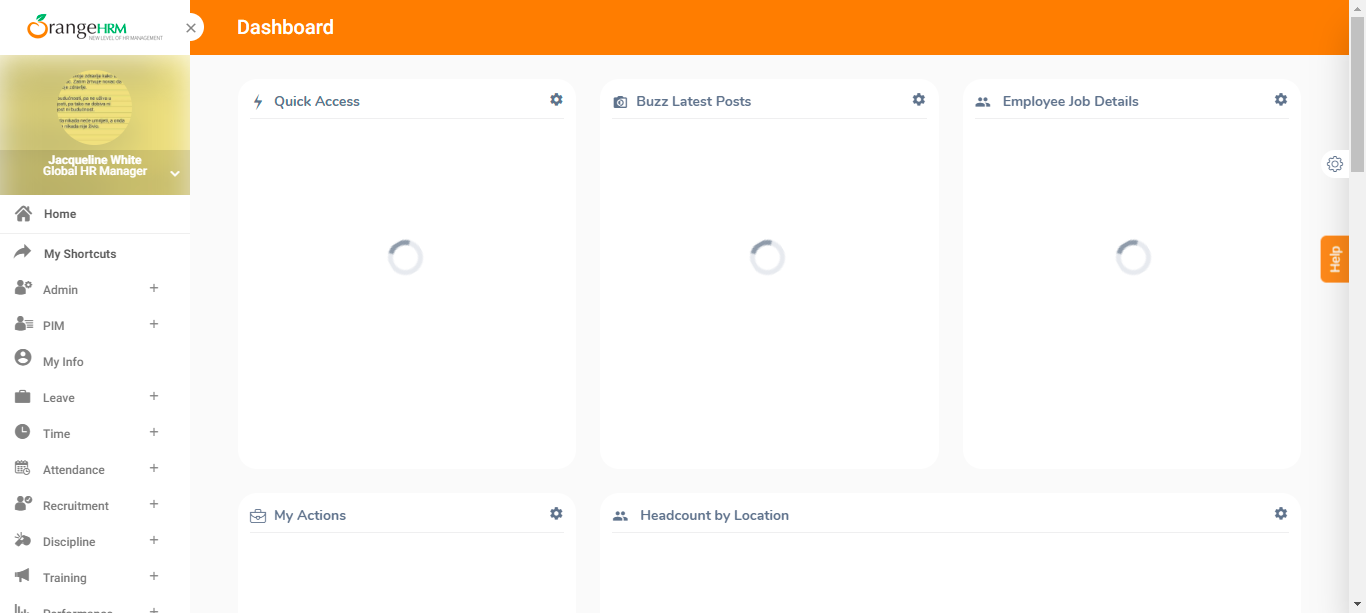 OrangeHRM
NEW LEVEL OF HR MANAGEMENT
Dashboard
Jacqueline White
Global HR Manager
Home
My Shortcuts
Admin
PIM
My Info
Leave
Time
Attendance
Recruitment
Discipline
Training
Performance
Quick Access
Buzz Latest Posts
Employee Job Details
My Actions
Headcount by Location
Help